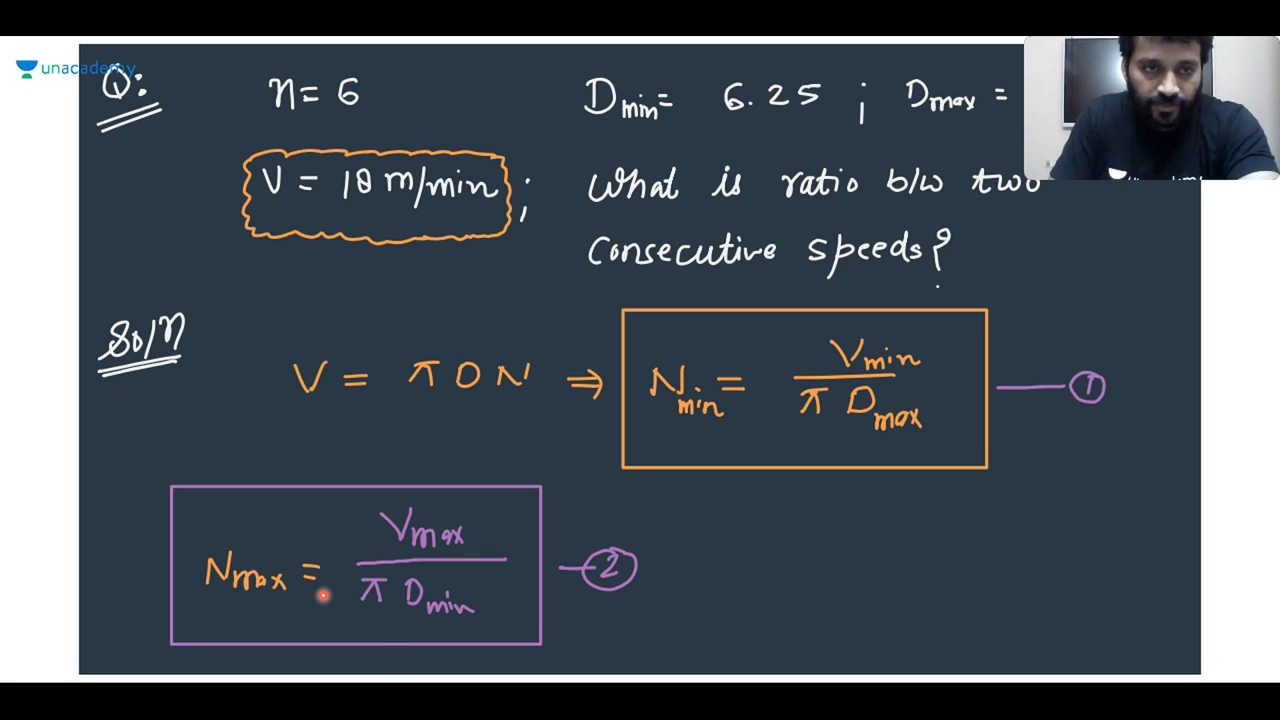 unacademy
Q:
n = 6
Dmin = 6.25 ; Dmax =
V = 18 m/min ;
What is ratio b/w two
consecutive speeds?
Soln
V = π D N ⇒ Nmin = Vmin / π Dmax — ①
Nmax = Vmax / π Dmin — ②